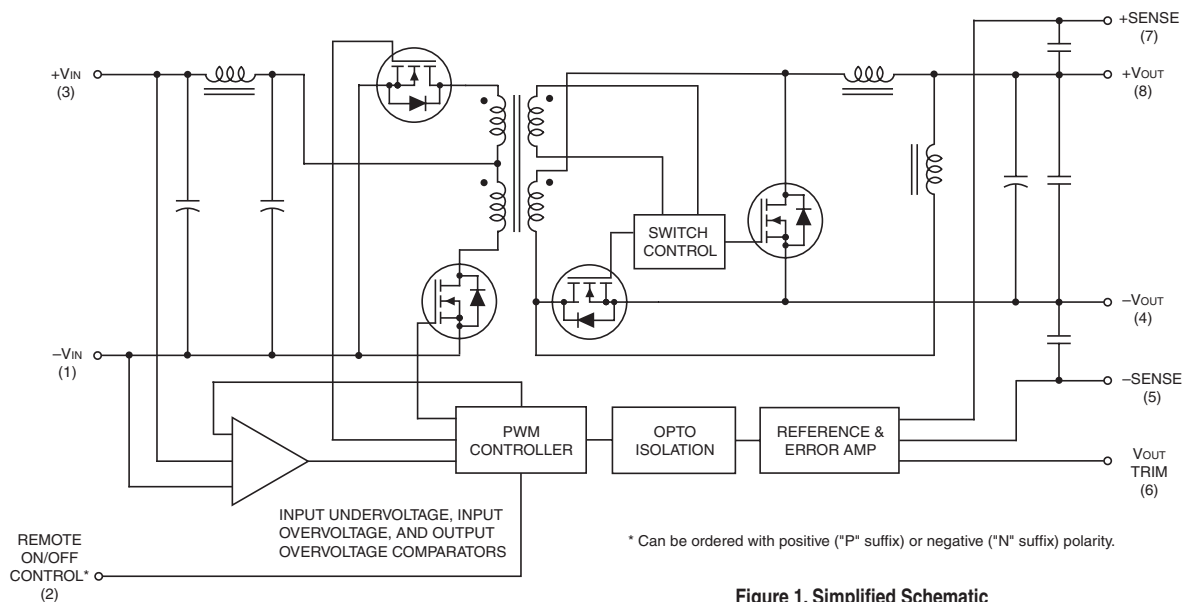 +SENSE
(7)
+VIN
(3)
+VOUT
(8)
SWITCH
CONTROL
–VOUT
(4)
–VIN
(1)
–SENSE
(5)
PWM
CONTROLLER
OPTO
ISOLATION
REFERENCE &
ERROR AMP
VOUT
TRIM
(6)
INPUT UNDERVOLTAGE, INPUT
OVERVOLTAGE, AND OUTPUT
OVERVOLTAGE COMPARATORS
REMOTE
ON/OFF
CONTROL*
(2)
* Can be ordered with positive ("P" suffix) or negative ("N" suffix) polarity.
Figure 1. Simplified Schematic